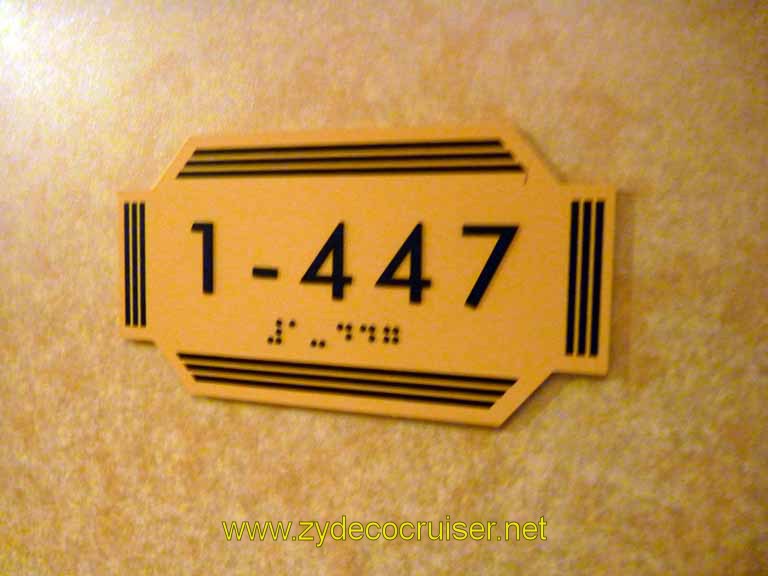 1-447
⠼⠁⠤⠙⠙⠛
www.zydecocruiser.net